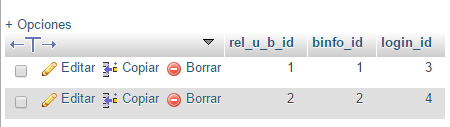 + Opciones
rel_u_b_id binfo_id login_id
Editar Copiar Borrar 1 1 3
Editar Copiar Borrar 2 2 4